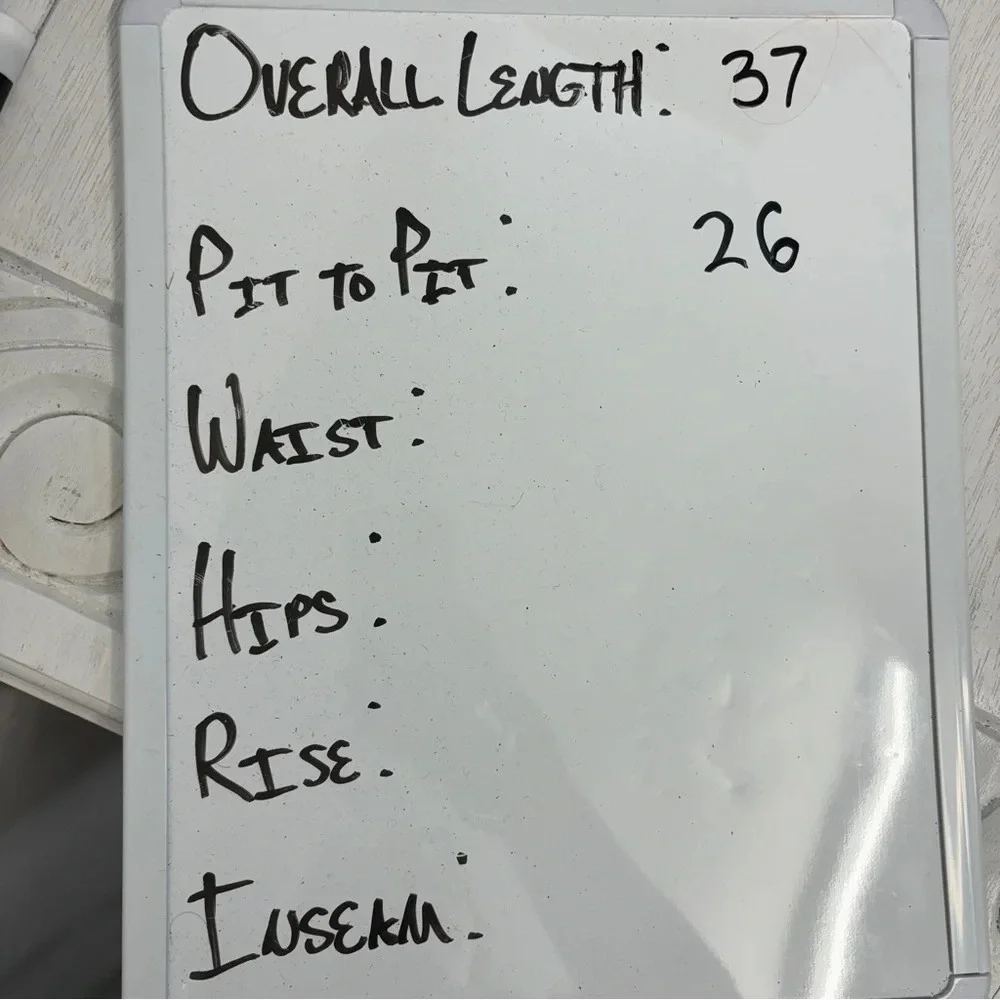 OVERALL LENGTH: 37
PIT TO PIT: 26
WAIST:
HIPS:
RISE:
INSEAM: